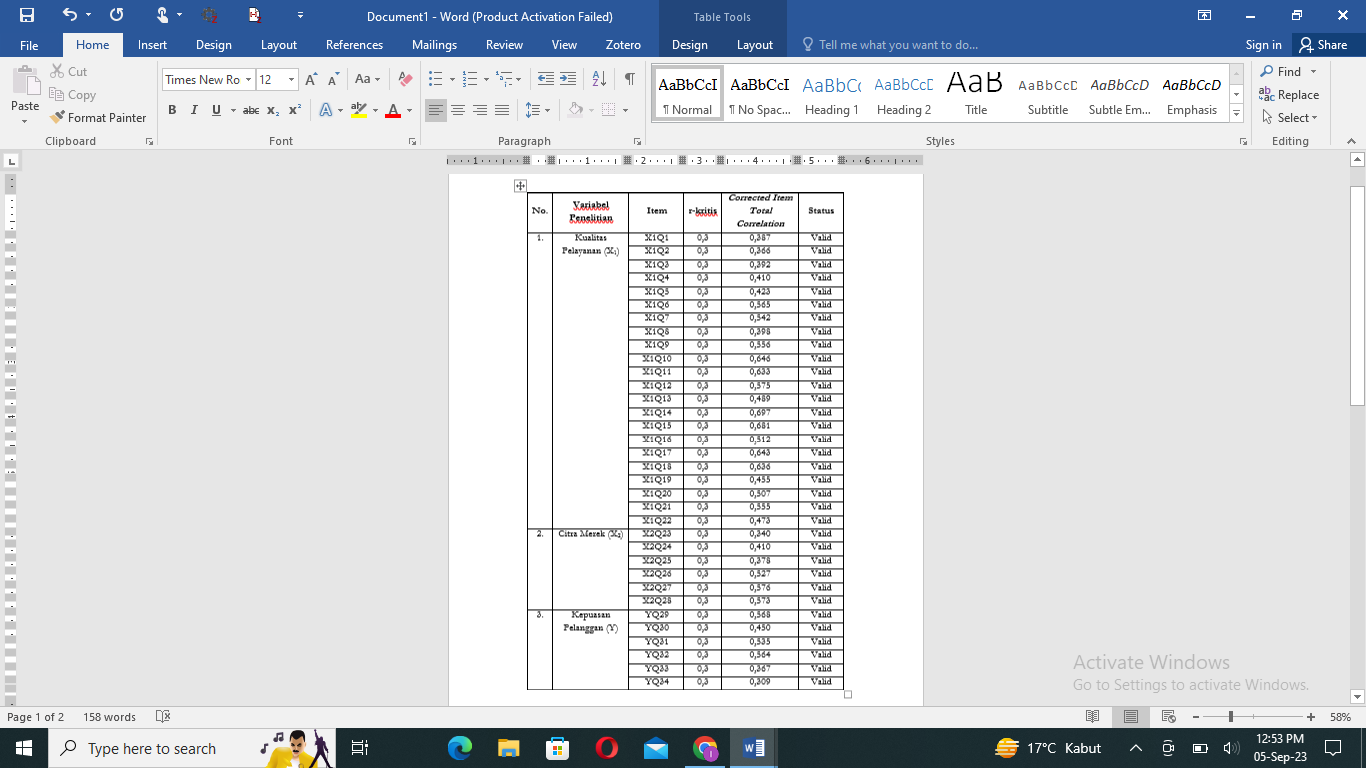 Document1 - Word (Product Activation Failed)
Table Tools
File Home Insert Design Layout References Mailings Review View Zotero Design Layout Tell me what you want to do... Sign in Share
Paste
Cut
Copy
Format Painter
Clipboard
Times New Ro 12
Font
Paragraph
AaBbCcI AaBbCcI AaBbCc AaBbCcC AaB AaBbCcD AaBbCcD AaBbCcD
¶ Normal ¶ No Spac... Heading 1 Heading 2 Title Subtitle Subtle Em... Emphasis
Styles
Find
Replace
Select
Editing
1 1 2 3 4 5 6
No. Variabel Penelitian Item r-kritis Corrected Item Total Correlation Status
1. Kualitas Pelayanan (X₁) X1Q1 0,3 0,387 Valid
X1Q2 0,3 0,366 Valid
X1Q3 0,3 0,392 Valid
X1Q4 0,3 0,410 Valid
X1Q5 0,3 0,423 Valid
X1Q6 0,3 0,565 Valid
X1Q7 0,3 0,542 Valid
X1Q8 0,3 0,398 Valid
X1Q9 0,3 0,556 Valid
X1Q10 0,3 0,646 Valid
X1Q11 0,3 0,633 Valid
X1Q12 0,3 0,575 Valid
X1Q13 0,3 0,489 Valid
X1Q14 0,3 0,697 Valid
X1Q15 0,3 0,681 Valid
X1Q16 0,3 0,512 Valid
X1Q17 0,3 0,643 Valid
X1Q18 0,3 0,636 Valid
X1Q19 0,3 0,455 Valid
X1Q20 0,3 0,507 Valid
X1Q21 0,3 0,555 Valid
X1Q22 0,3 0,473 Valid
2. Citra Merek (X₂) X2Q23 0,3 0,340 Valid
X2Q24 0,3 0,410 Valid
X2Q25 0,3 0,378 Valid
X2Q26 0,3 0,527 Valid
X2Q27 0,3 0,576 Valid
X2Q28 0,3 0,573 Valid
3. Kepuasan Pelanggan (Y) YQ29 0,3 0,568 Valid
YQ30 0,3 0,450 Valid
YQ31 0,3 0,535 Valid
YQ32 0,3 0,564 Valid
YQ33 0,3 0,367 Valid
YQ34 0,3 0,309 Valid
Activate Windows
Go to Settings to activate Windows.
Page 1 of 2 158 words 58%
Type here to search
17°C Kabut
12:53 PM
05-Sep-23